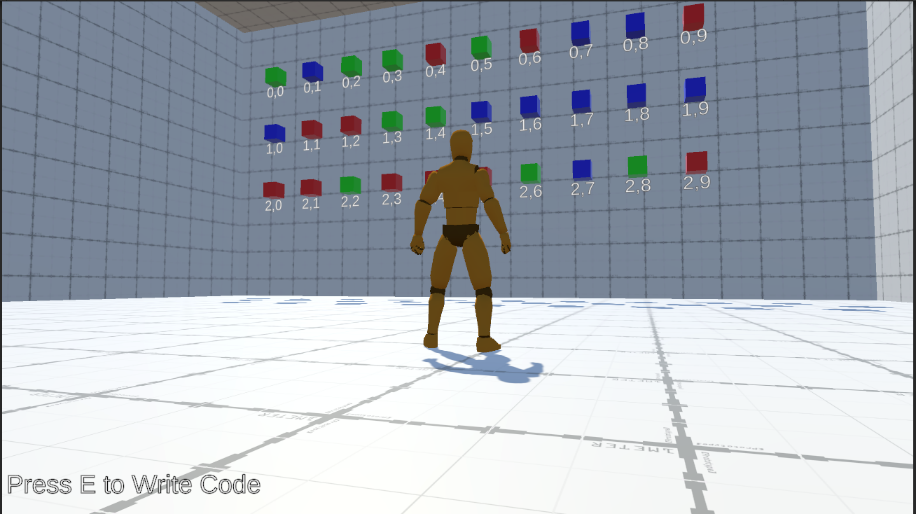 0,0 0,1 0,2 0,3 0,4 0,5 0,6 0,7 0,8 0,9
1,0 1,1 1,2 1,3 1,4 1,5 1,6 1,7 1,8 1,9
2,0 2,1 2,2 2,3 2,6 2,7 2,8 2,9
1METER
Press E to Write Code